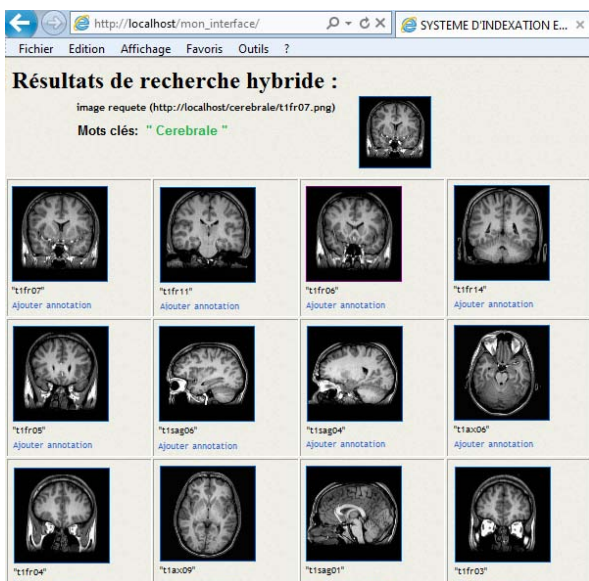 http://localhost/mon_interface/
SYSTEME D'INDEXATION E...
Fichier Edition Affichage Favoris Outils ?
Résultats de recherche hybride :
image requete (http://localhost/cerebrale/t1fr07.png)
Mots clés: " Cerebrale "
"t1fr07" "t1fr11" "t1fr06" "t1fr14"
Ajouter annotation Ajouter annotation Ajouter annotation Ajouter annotation
"t1fr05" "t1sag06" "t1sag04" "t1ax06"
Ajouter annotation Ajouter annotation Ajouter annotation Ajouter annotation
"t1fr04" "t1ax09" "t1sag01" "t1fr03"